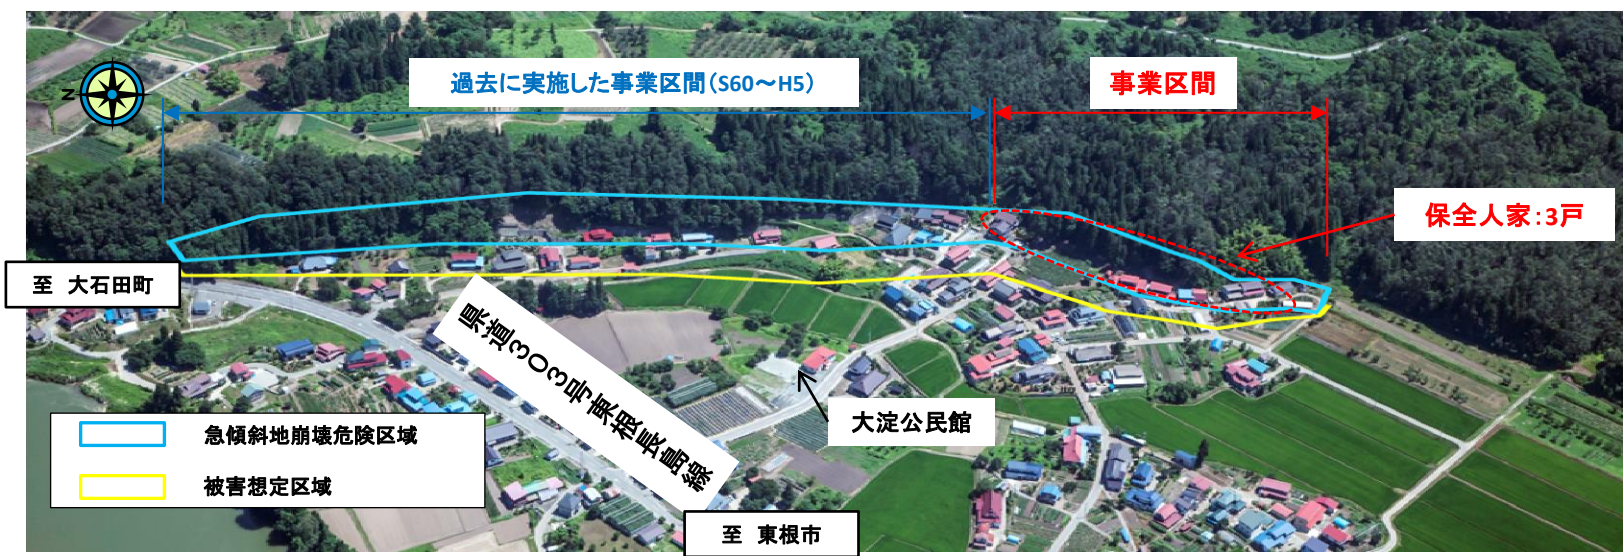 過去に実施した事業区間(S60～H5)
事業区間
N
保全人家:3戸
至 大石田町
県道303号東根長島線
大淀公民館
急傾斜地崩壊危険区域
被害想定区域
至 東根市